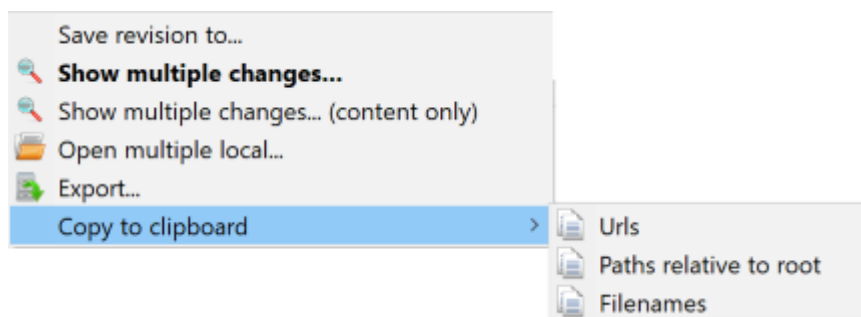 Save revision to...
Show multiple changes...
Show multiple changes... (content only)
Open multiple local...
Export...
Copy to clipboard
Urls
Paths relative to root
Filenames